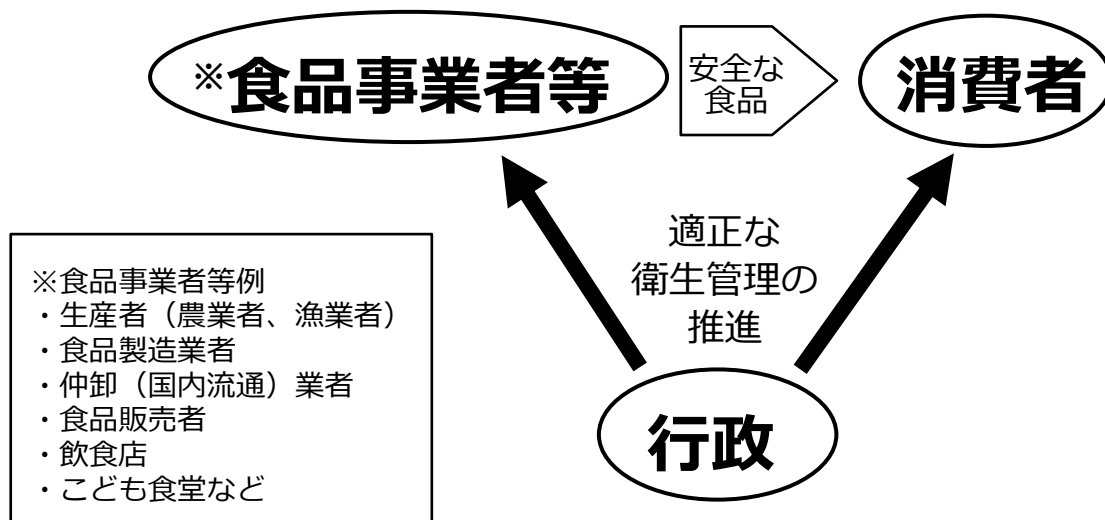 ※食品事業者等
安全な
食品
消費者
適正な
衛生管理の
推進
※食品事業者等例
・生産者（農業者、漁業者）
・食品製造業者
・仲卸（国内流通）業者
・食品販売者
・飲食店
・こども食堂など
行政